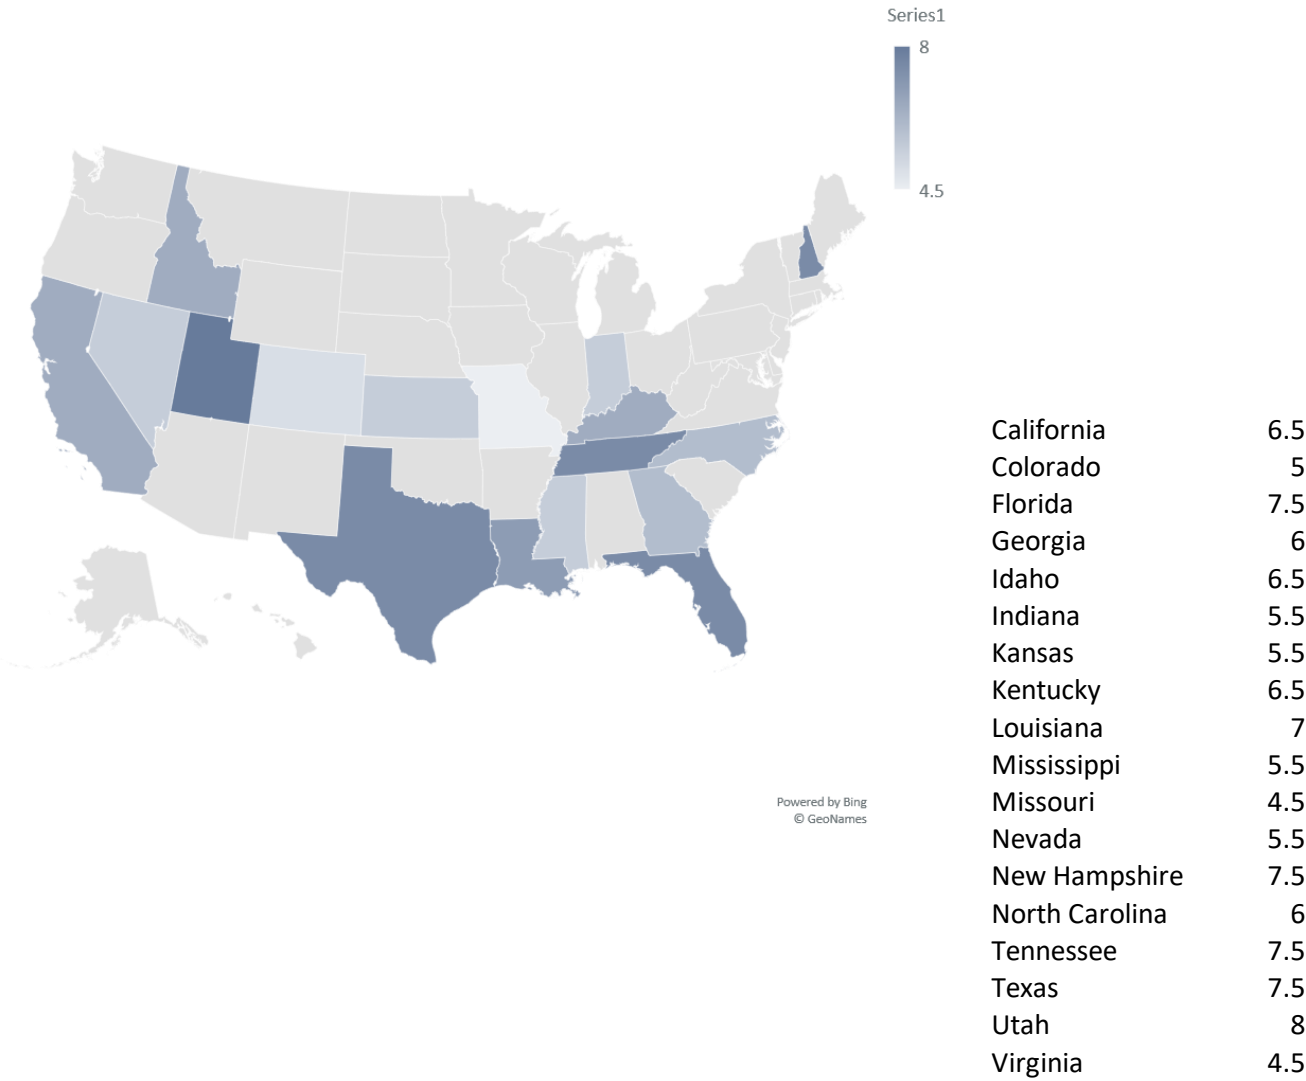 Series1
8
4.5
California 6.5
Colorado 5
Florida 7.5
Georgia 6
Idaho 6.5
Indiana 5.5
Kansas 5.5
Kentucky 6.5
Louisiana 7
Mississippi 5.5
Missouri 4.5
Nevada 5.5
New Hampshire 7.5
North Carolina 6
Tennessee 7.5
Texas 7.5
Utah 8
Virginia 4.5
Powered by Bing
© GeoNames